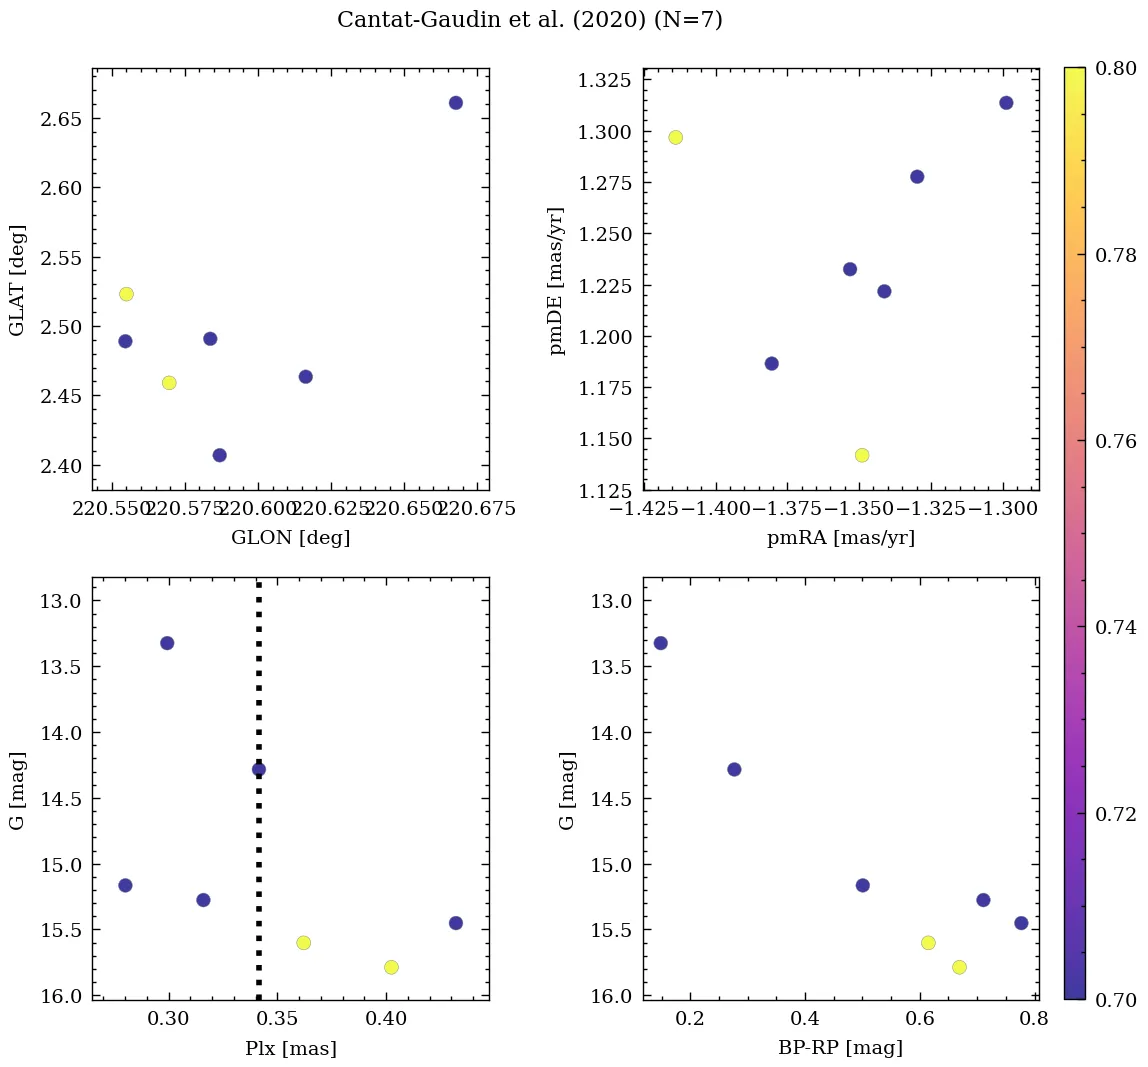 Cantat-Gaudin et al. (2020) (N=7)
2.65
2.60
2.55
2.50
2.45
2.40
GLAT [deg]
220.550 220.575 220.600 220.625 220.650 220.675
GLON [deg]
1.325
1.300
1.275
1.250
1.225
1.200
1.175
1.150
1.125
pmDE [mas/yr]
−1.425 −1.400 −1.375 −1.350 −1.325 −1.300
pmRA [mas/yr]
0.80
0.78
0.76
0.74
0.72
0.70
13.0
13.5
14.0
14.5
15.0
15.5
16.0
G [mag]
0.30 0.35 0.40
Plx [mas]
13.0
13.5
14.0
14.5
15.0
15.5
16.0
G [mag]
0.2 0.4 0.6 0.8
BP-RP [mag]